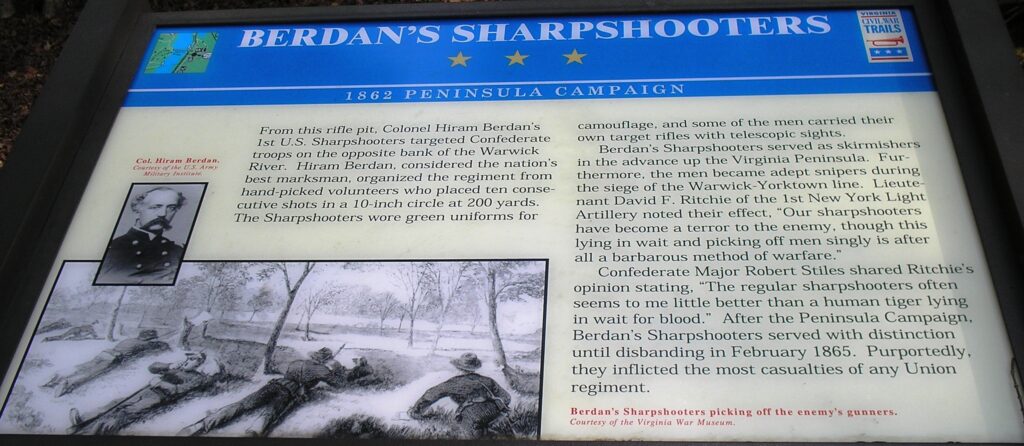 BERDAN'S SHARPSHOOTERS
VIRGINIA
CIVIL WAR
TRAILS
1862 PENINSULA CAMPAIGN
Col. Hiram Berdan.
Courtesy of the U.S. Army
Military Institute.
From this rifle pit, Colonel Hiram Berdan's
1st U.S. Sharpshooters targeted Confederate
troops on the opposite bank of the Warwick
River. Hiram Berdan, considered the nation's
best marksman, organized the regiment from
hand-picked volunteers who placed ten conse-
cutive shots in a 10-inch circle at 200 yards.
The Sharpshooters wore green uniforms for
camouflage, and some of the men carried their
own target rifles with telescopic sights.
Berdan's Sharpshooters served as skirmishers
in the advance up the Virginia Peninsula. Fur-
thermore, the men became adept snipers during
the siege of the Warwick-Yorktown line. Lieute-
nant David F. Ritchie of the 1st New York Light
Artillery noted their effect, "Our sharpshooters
have become a terror to the enemy, though this
lying in wait and picking off men singly is after
all a barbarous method of warfare."
Confederate Major Robert Stiles shared Ritchie's
opinion stating, "The regular sharpshooters often
seems to me little better than a human tiger lying
in wait for blood." After the Peninsula Campaign,
Berdan's Sharpshooters served with distinction
until disbanding in February 1865. Purportedly,
they inflicted the most casualties of any Union
regiment.
Berdan's Sharpshooters picking off the enemy's gunners.
Courtesy of the Virginia War Museum.